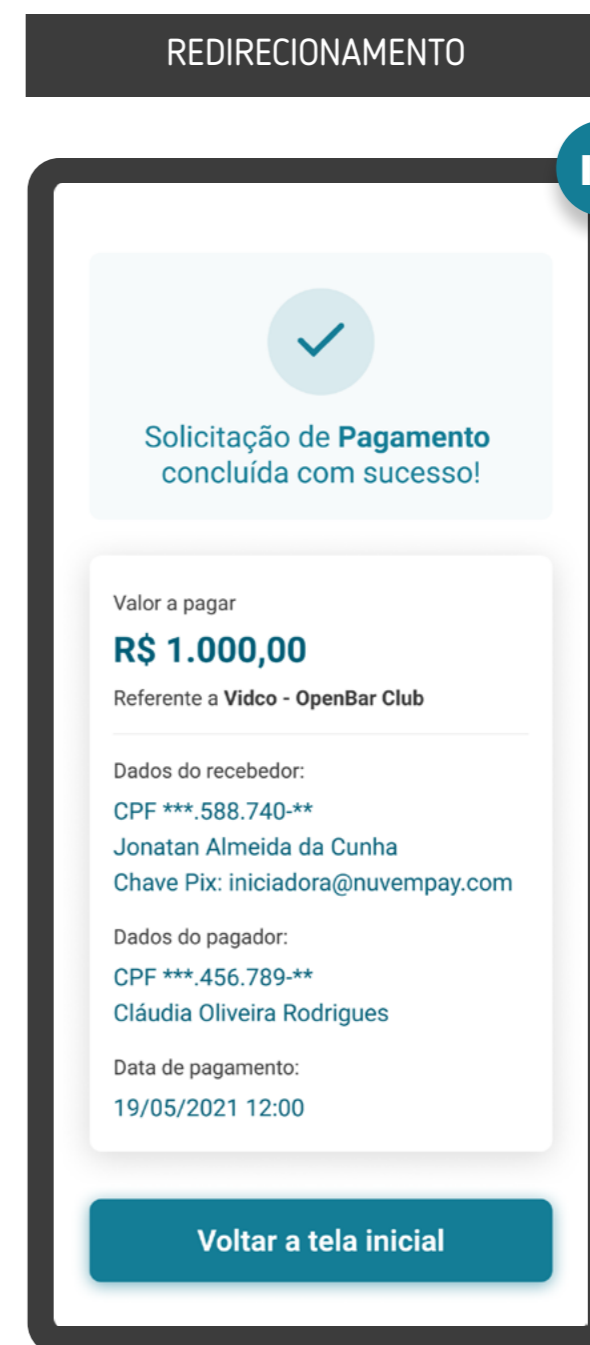 REDIRECIONAMENTO
Solicitação de Pagamento
concluída com sucesso!
Valor a pagar
R$ 1.000,00
Referente a Vidco - OpenBar Club
Dados do recebedor:
CPF ***.588.740-**
Jonatan Almeida da Cunha
Chave Pix: iniciadora@nuvempay.com
Dados do pagador:
CPF ***.456.789-**
Cláudia Oliveira Rodrigues
Data de pagamento:
19/05/2021 12:00
Voltar a tela inicial